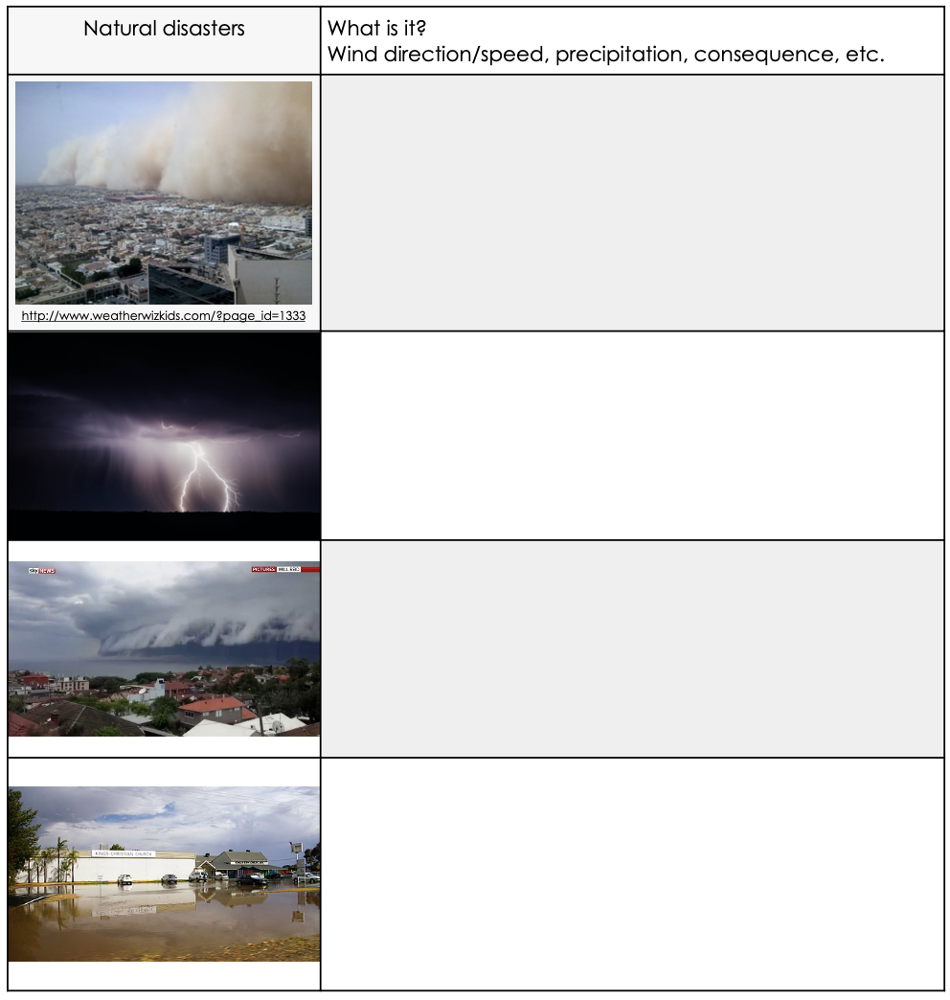 Natural disasters
What is it?
Wind direction/speed, precipitation, consequence, etc.
http://www.weatherwizkids.com/?page_id=1333
sky NEWS
PICTURES WILL REID
KINGS CHRISTIAN CHURCH